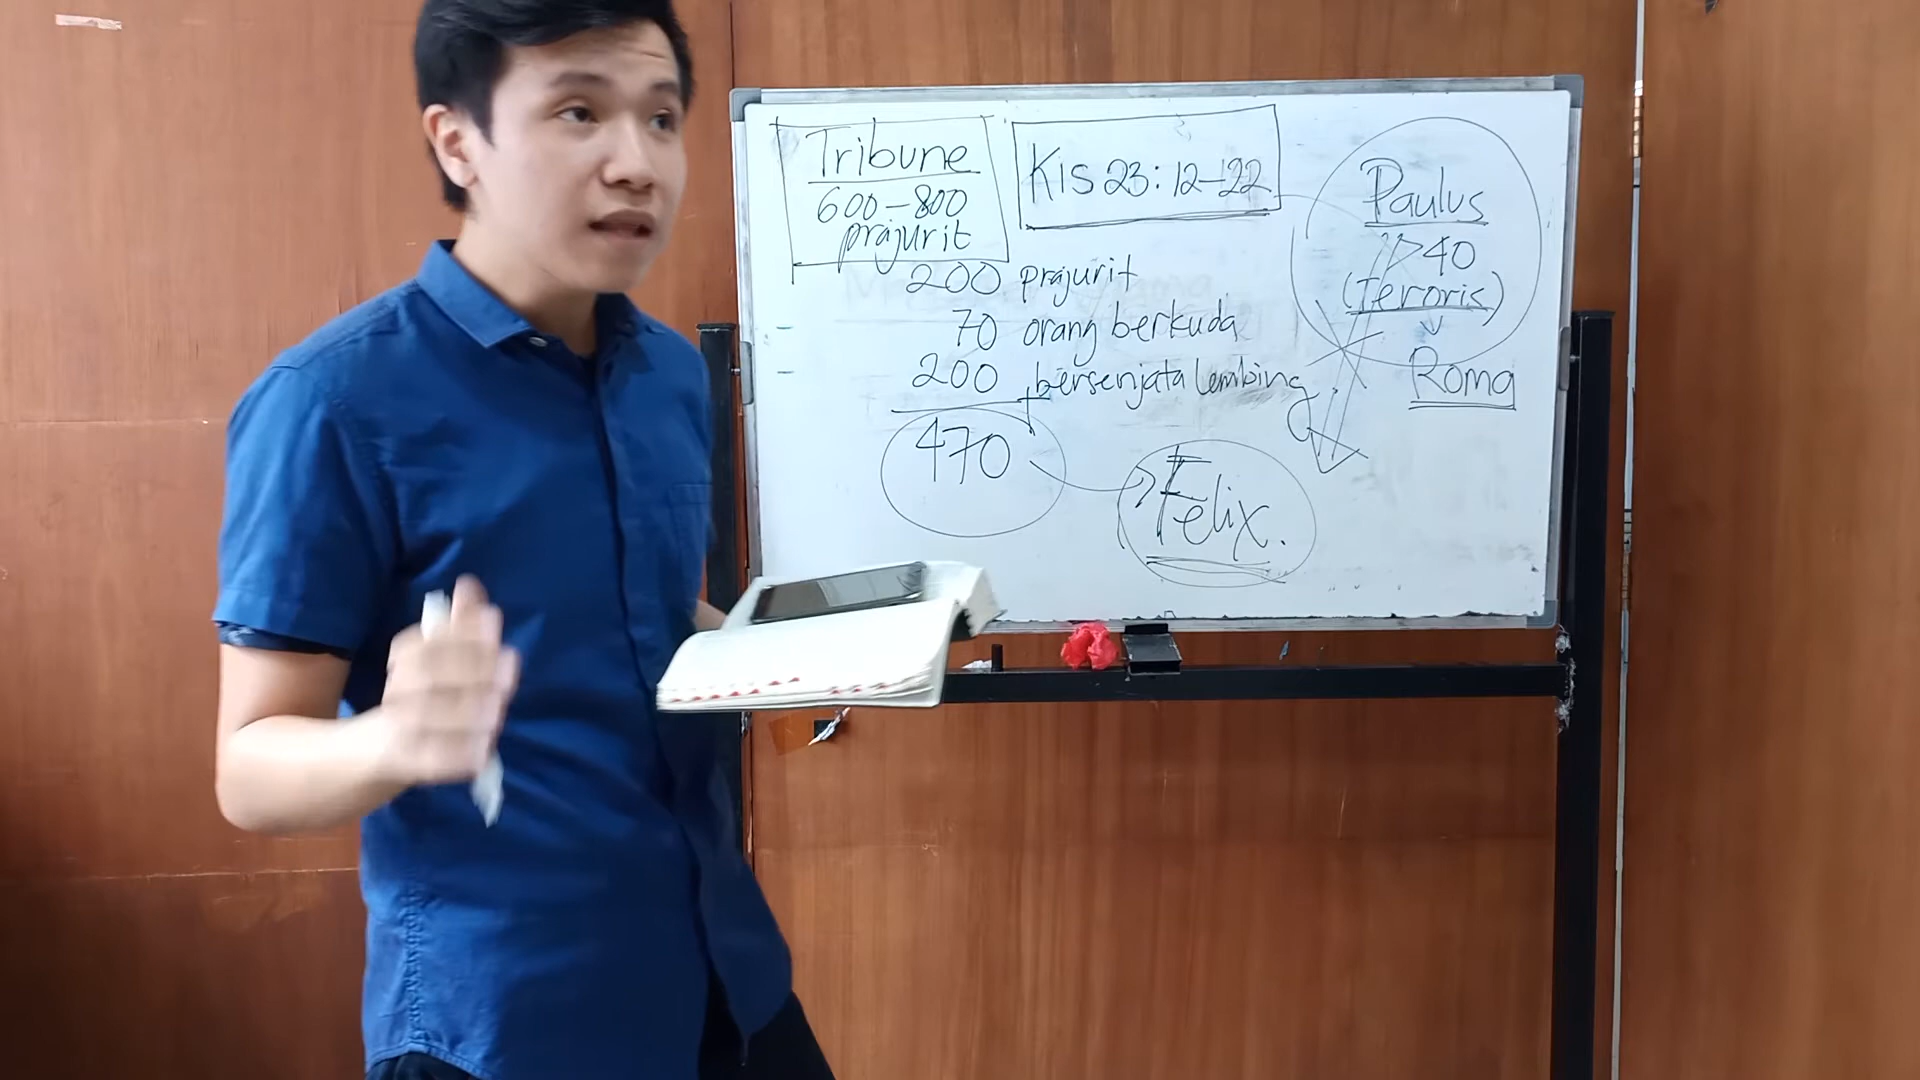 Tribune
600-800
prajurit
Kis 23:12-22
Paulus
>40
(Teroris)
Roma
200 prajurit
70 orang berkuda
200 bersenjata lembing
+
470
Felix.